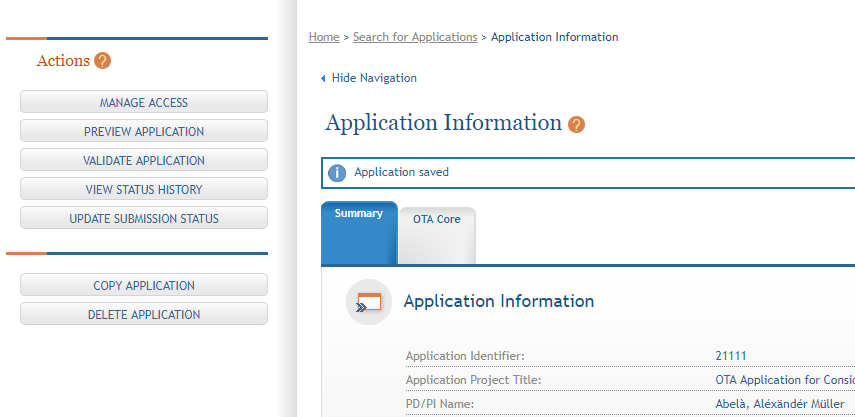 Actions ?
MANAGE ACCESS
PREVIEW APPLICATION
VALIDATE APPLICATION
VIEW STATUS HISTORY
UPDATE SUBMISSION STATUS
COPY APPLICATION
DELETE APPLICATION
Home > Search for Applications > Application Information
Hide Navigation
Application Information ?
i Application saved
Summary
OTA Core
Application Information
Application Identifier: 21111
Application Project Title: OTA Application for
PD/PI Name: Abelà, Aléxändér Müller